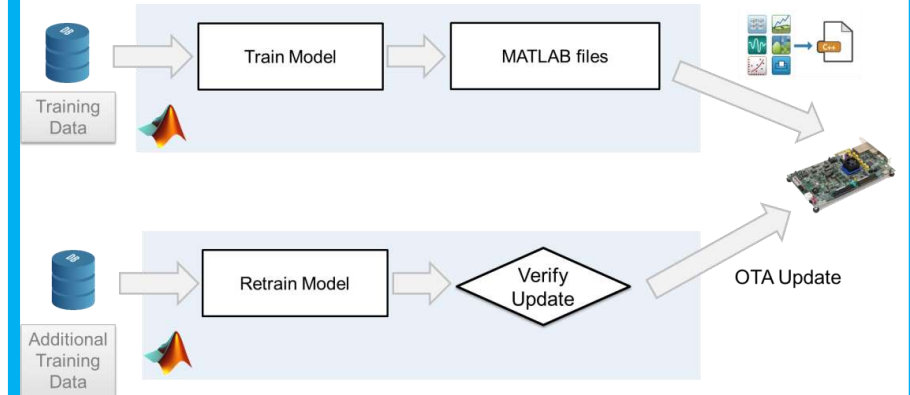 Train Model
MATLAB files
C++
Training
Data
Retrain Model
Verify
Update
OTA Update
Additional
Training
Data